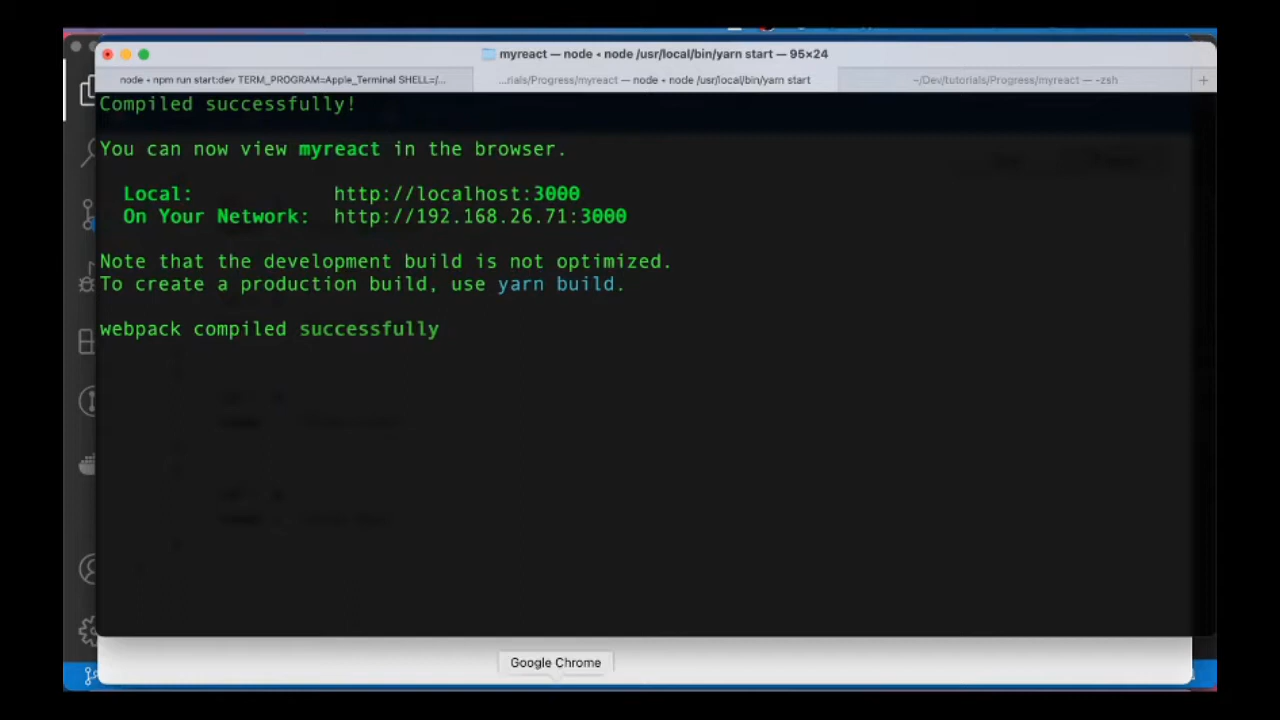 myreact — node ◂ node /usr/local/bin/yarn start — 95×24
node ◂ npm run start:dev TERM_PROGRAM=Apple_Terminal SHELL=/...
...rials/Progress/myreact — node ◂ node /usr/local/bin/yarn start
~/Dev/tutorials/Progress/myreact — -zsh
Compiled successfully!
You can now view myreact in the browser.
Local: http://localhost:3000
On Your Network: http://192.168.26.71:3000
Note that the development build is not optimized.
To create a production build, use yarn build.
webpack compiled successfully
Google Chrome